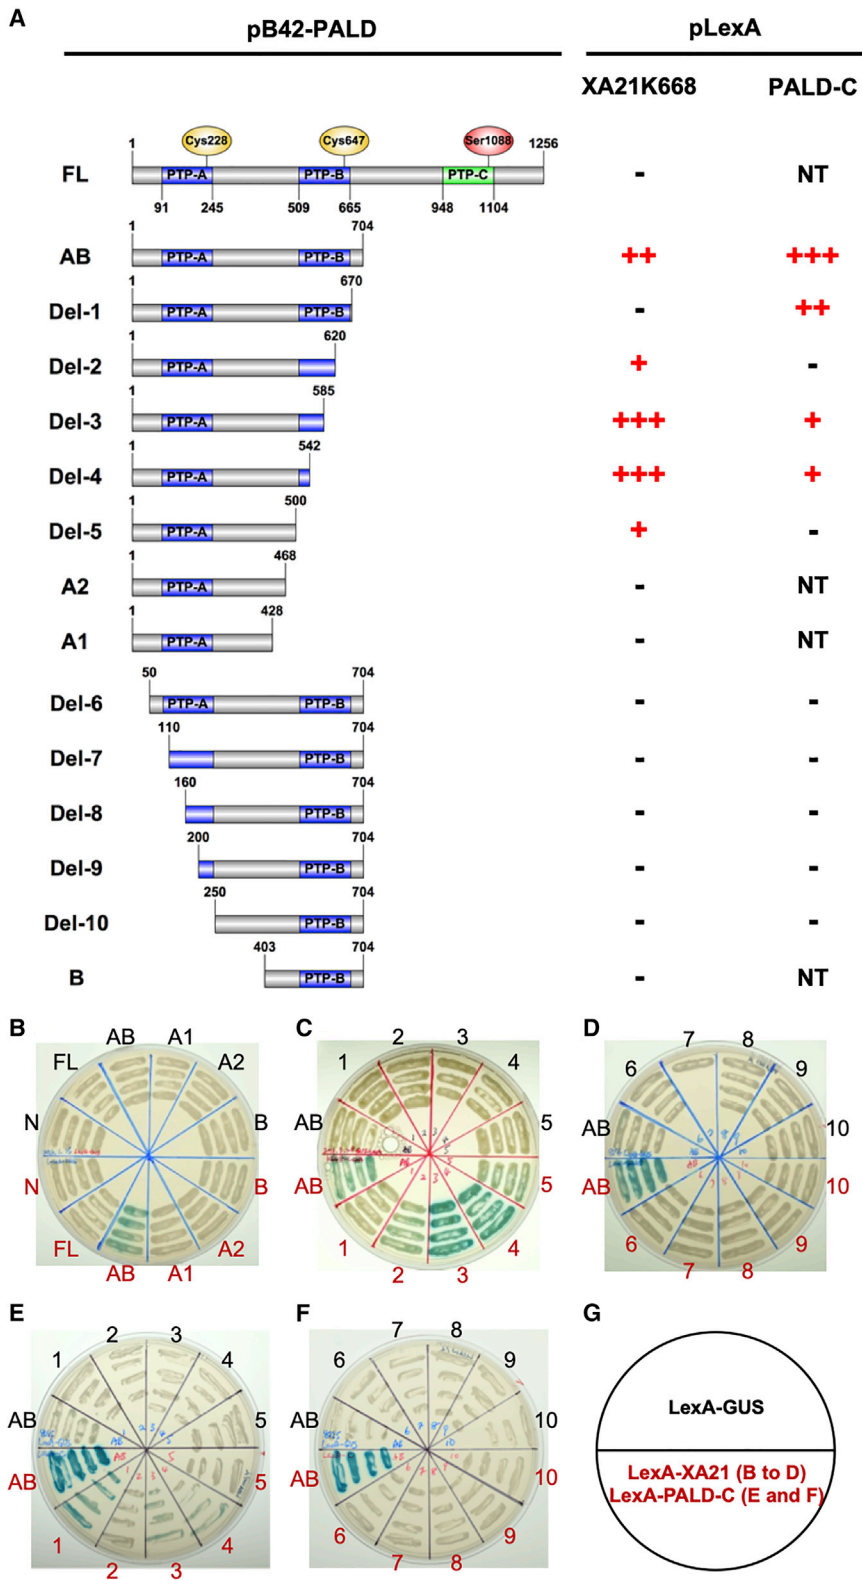 A
pB42-PALD
pLexA
XA21K668
PALD-C
Cys228
Cys647
Ser1088
1
1256
FL
PTP-A
PTP-B
PTP-C
-
NT
91
245
509
665
948
1104
1
704
AB
PTP-A
PTP-B
++
+++
1
670
Del-1
PTP-A
PTP-B
-
++
1
620
Del-2
PTP-A
+
-
1
585
Del-3
PTP-A
+++
+
1
542
Del-4
PTP-A
+++
+
1
500
Del-5
PTP-A
+
-
1
468
A2
PTP-A
-
NT
1
428
A1
PTP-A
-
NT
50
704
Del-6
PTP-A
PTP-B
-
-
110
704
Del-7
PTP-B
-
-
160
704
Del-8
PTP-B
-
-
200
704
Del-9
PTP-B
-
-
250
704
Del-10
PTP-B
-
-
403
704
B
PTP-B
-
NT
B
AB
A1
FL
A2
N
B
N
B
FL
A2
AB
A1
C
2
3
1
4
AB
5
AB
5
1
4
2
3
D
7
8
6
9
AB
10
AB
10
6
9
7
8
E
2
3
1
4
AB
5
AB
5
1
4
2
3
F
7
8
6
9
AB
10
AB
10
6
9
7
8
G
LexA-GUS
LexA-XA21 (B to D)
LexA-PALD-C (E and F)